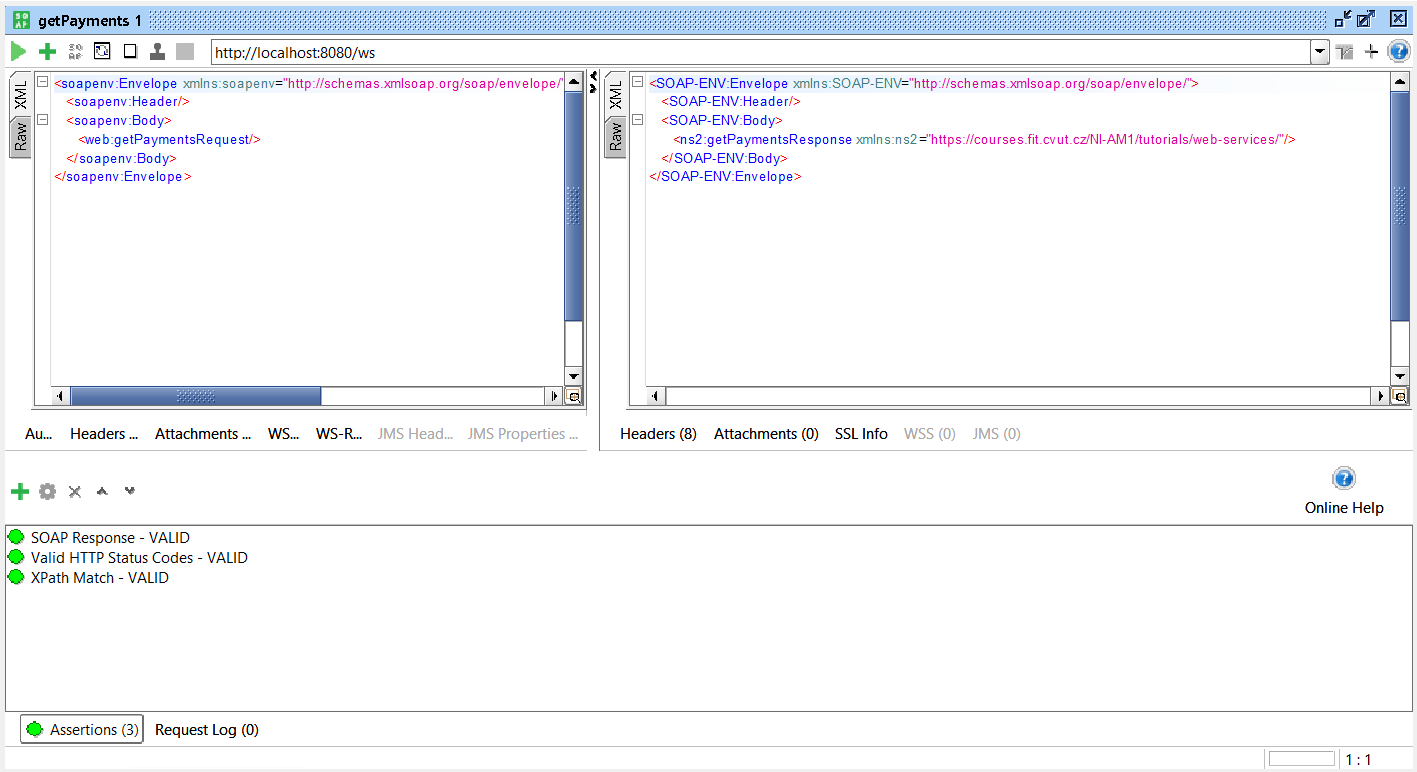 getPayments 1
http://localhost:8080/ws
XML
Raw
<soapenv:Envelope xmlns:soapenv="http://schemas.xmlsoap.org/soap/envelope/"
<soapenv:Header/>
<soapenv:Body>
<web:getPaymentsRequest/>
</soapenv:Body>
</soapenv:Envelope>
XML
Raw
<SOAP-ENV:Envelope xmlns:SOAP-ENV="http://schemas.xmlsoap.org/soap/envelope/">
<SOAP-ENV:Header/>
<SOAP-ENV:Body>
<ns2:getPaymentsResponse xmlns:ns2="https://courses.fit.cvut.cz/NI-AM1/tutorials/web-services/"/>
</SOAP-ENV:Body>
</SOAP-ENV:Envelope>
Au... Headers ... Attachments ... WS... WS-R... JMS Head... JMS Properties ...
Headers (8) Attachments (0) SSL Info WSS (0) JMS (0)
Online Help
SOAP Response - VALID
Valid HTTP Status Codes - VALID
XPath Match - VALID
Assertions (3) Request Log (0)
1 : 1